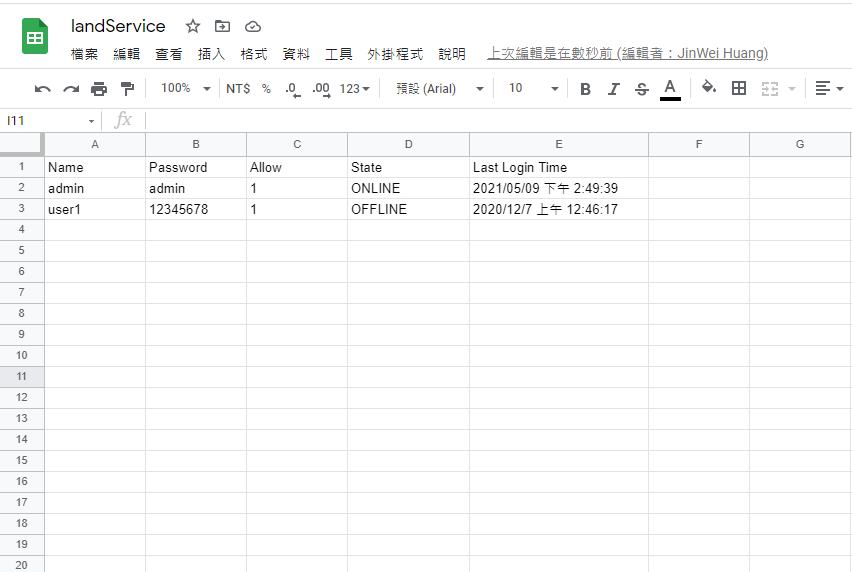 landService
檔案 編輯 查看 插入 格式 資料 工具 外掛程式 說明 上次編輯是在數秒前 (編輯者：JinWei Huang)
100% NT$ % .0 .00 123 預設 (Arial) 10 B I S A
I11 fx
A B C D E F G
1 Name Password Allow State Last Login Time
2 admin admin 1 ONLINE 2021/05/09 下午 2:49:39
3 user1 12345678 1 OFFLINE 2020/12/7 上午 12:46:17
4
5
6
7
8
9
10
11
12
13
14
15
16
17
18
19
20